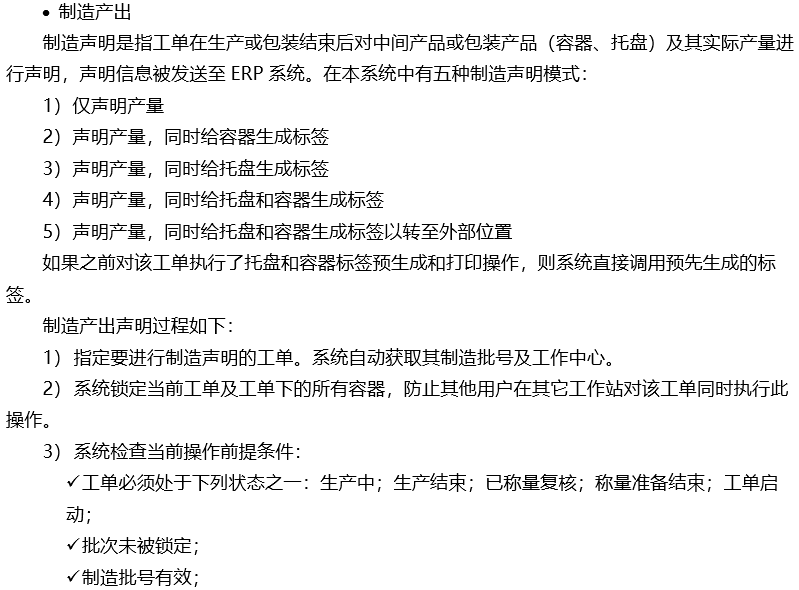 • 制造产出
制造声明是指工单在生产或包装结束后对中间产品或包装产品（容器、托盘）及其实际产量进
行声明，声明信息被发送至 ERP 系统。在本系统中有五种制造声明模式：
1）仅声明产量
2）声明产量，同时给容器生成标签
3）声明产量，同时给托盘生成标签
4）声明产量，同时给托盘和容器生成标签
5）声明产量，同时给托盘和容器生成标签以转至外部位置
如果之前对该工单执行了托盘和容器标签预生成和打印操作，则系统直接调用预先生成的标
签。
制造产出声明过程如下：
1）指定要进行制造声明的工单。系统自动获取其制造批号及工作中心。
2）系统锁定当前工单及工单下的所有容器，防止其他用户在其它工作站对该工单同时执行此
操作。
3）系统检查当前操作前提条件：
✓工单必须处于下列状态之一：生产中；生产结束；已称量复核；称量准备结束；工单启
动；
✓批次未被锁定；
✓制造批号有效；